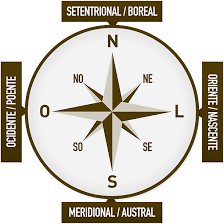 SETENTRIONAL / BOREAL
N
NO
NE
OCIDENTE / POENTE
O
L
ORIENTE / NASCENTE
SO
SE
S
MERIDIONAL / AUSTRAL